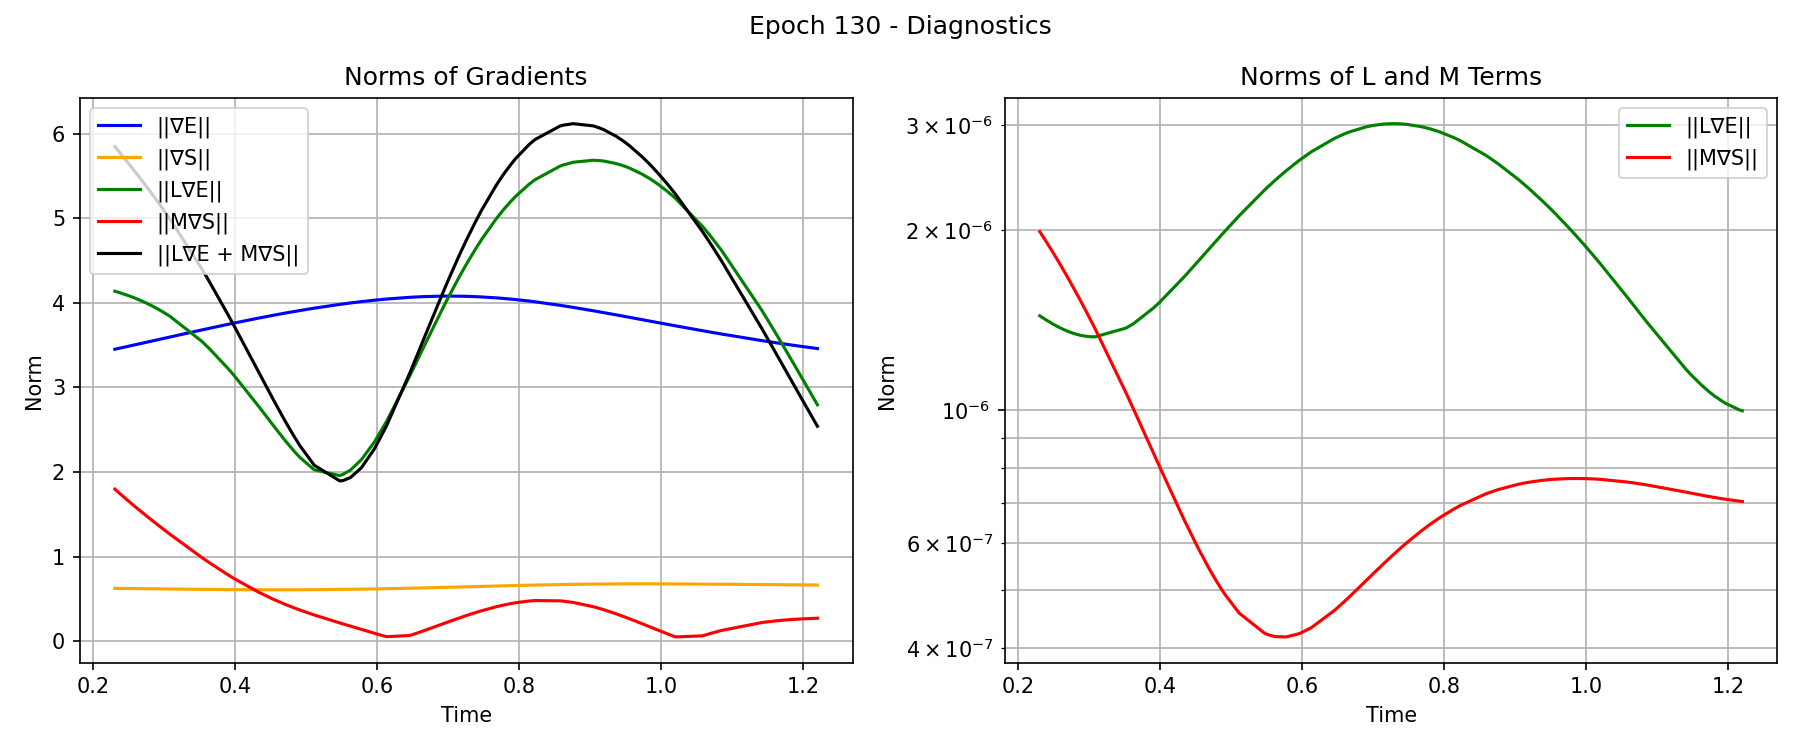 Epoch 130 - Diagnostics
Norms of Gradients
||∇E||
||∇S||
||L∇E||
||M∇S||
||L∇E + M∇S||
6
5
4
3
2
1
0
Norm
0.2 0.4 0.6 0.8 1.0 1.2
Time
Norms of L and M Terms
||L∇E||
||M∇S||
3 × 10⁻⁶
2 × 10⁻⁶
10⁻⁶
6 × 10⁻⁷
4 × 10⁻⁷
Norm
0.2 0.4 0.6 0.8 1.0 1.2
Time